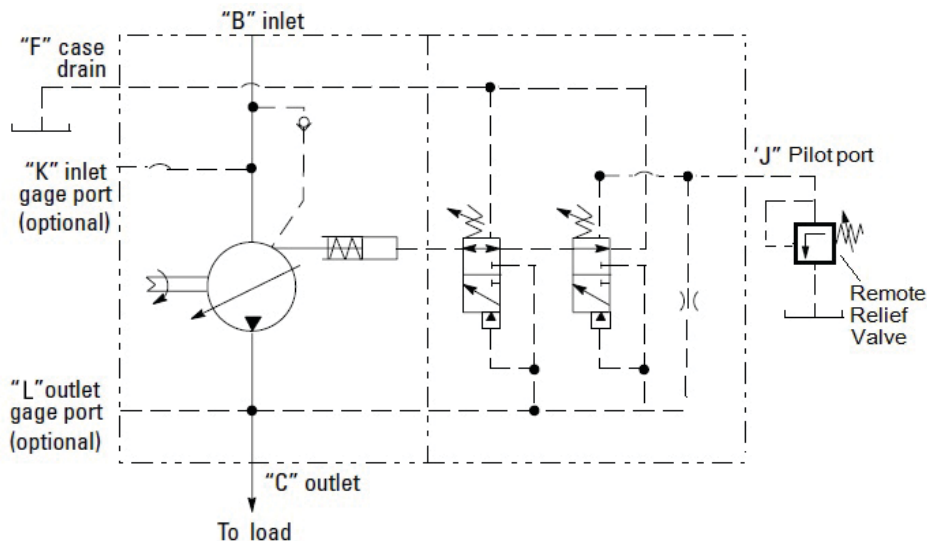 “B” inlet
“F” case
drain
“K” inlet
gage port
(optional)
'J" Pilot port
Remote
Relief
Valve
“L”outlet
gage port
(optional)
“C” outlet
To load